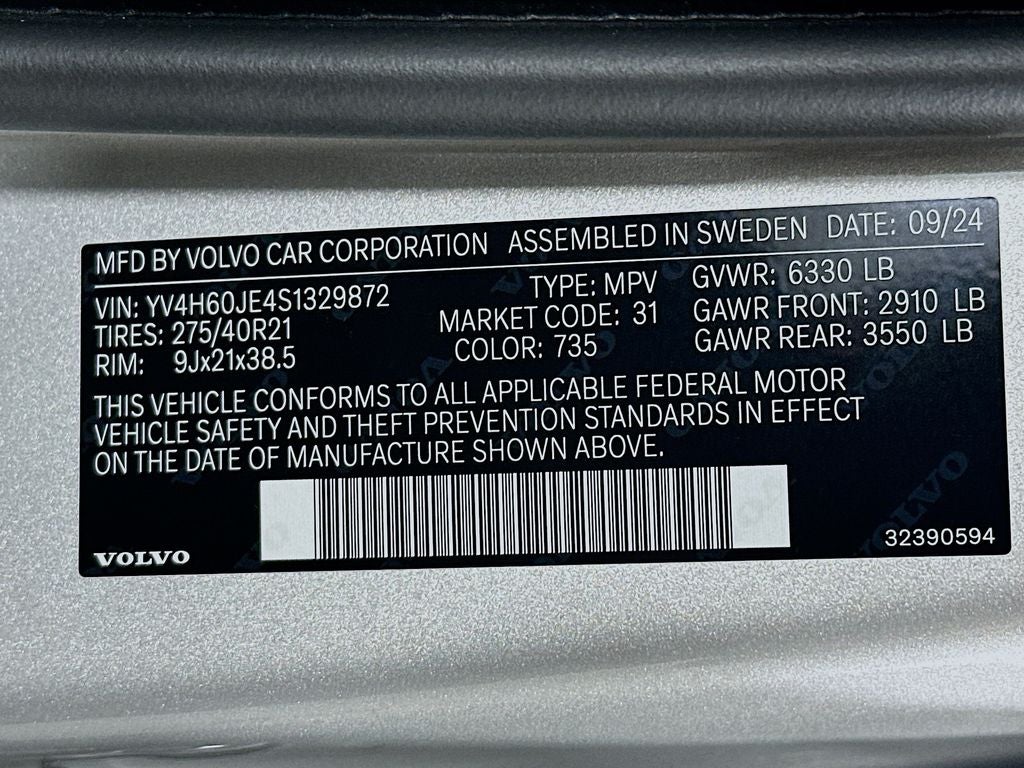 MFD BY VOLVO CAR CORPORATION ASSEMBLED IN SWEDEN DATE: 09/24
VIN: YV4H60JE4S1329872 TYPE: MPV GVWR: 6330 LB
TIRES: 275/40R21 MARKET CODE: 31 GAWR FRONT: 2910 LB
RIM: 9Jx21x38.5 COLOR: 735 GAWR REAR: 3550 LB
THIS VEHICLE CONFORMS TO ALL APPLICABLE FEDERAL MOTOR
VEHICLE SAFETY AND THEFT PREVENTION STANDARDS IN EFFECT
ON THE DATE OF MANUFACTURE SHOWN ABOVE.
VOLVO
32390594